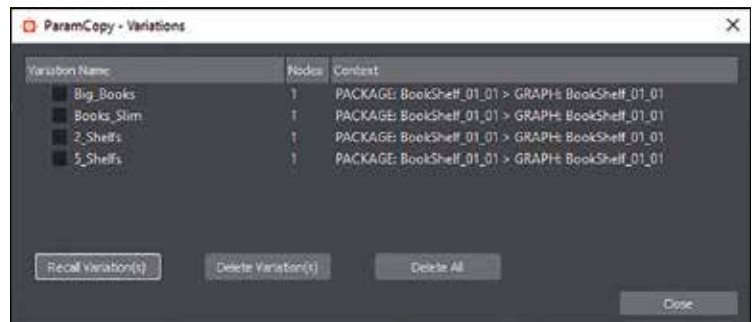 ParamCopy - Variations
Variation Name Nodes Context
Big_Books 1 PACKAGE: BookShelf_01_01 > GRAPH: BookShelf_01_01
Books_Slim 1 PACKAGE: BookShelf_01_01 > GRAPH: BookShelf_01_01
2_Shelfs 1 PACKAGE: BookShelf_01_01 > GRAPH: BookShelf_01_01
5_Shelfs 1 PACKAGE: BookShelf_01_01 > GRAPH: BookShelf_01_01
Recall Variation(s) Delete Variation(s) Delete All
Close